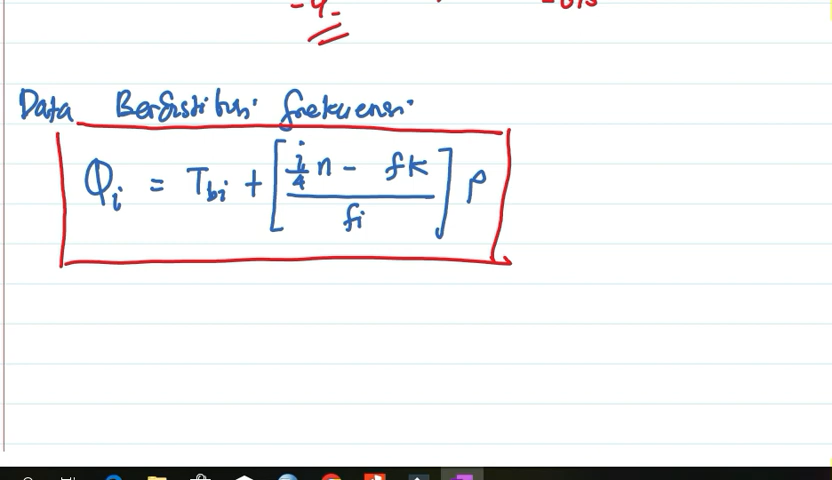 Data Berdistribusi frekuensi
Qi = Tbi + [ (i/4 n - fk) / fi ] p